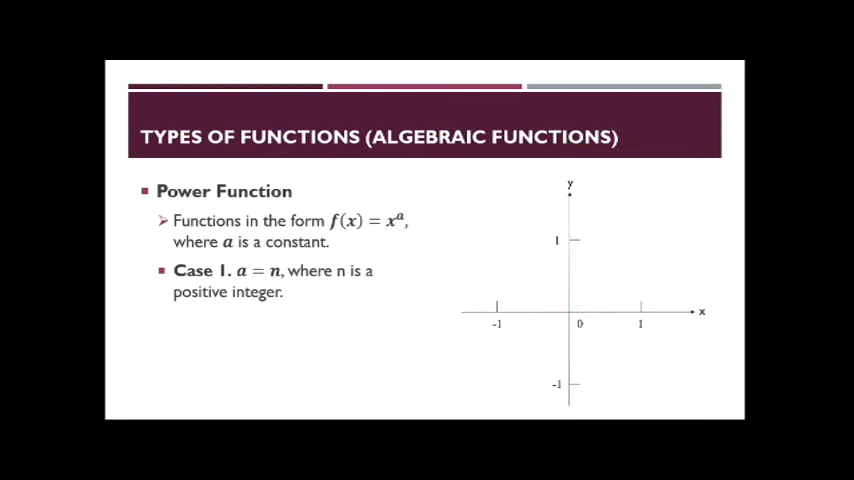 TYPES OF FUNCTIONS (ALGEBRAIC FUNCTIONS)
▪ Power Function
➢ Functions in the form f(x) = xᵃ,
where a is a constant.
▪ Case 1. a = n, where n is a
positive integer.
y
1
x
-1 0 1
-1